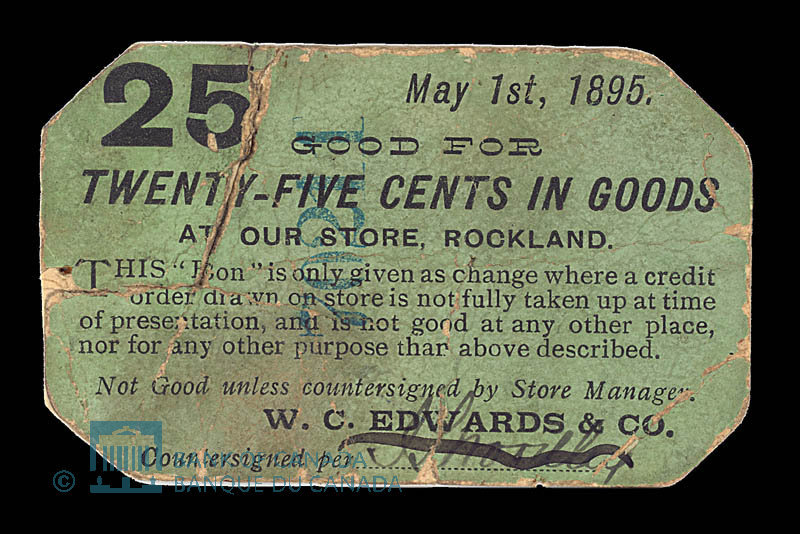 25
May 1st, 1895.
GOOD FOR
TWENTY-FIVE CENTS IN GOODS
AT OUR STORE, ROCKLAND.
THIS "Bon" is only given as change where a credit
order drawn on store is not fully taken up at time
of presentation, and is not good at any other place,
nor for any other purpose than above described.
Not Good unless countersigned by Store Manager.
W. C. EDWARDS & CO.
Countersigned per
© BANK OF CANADA
BANQUE DU CANADA